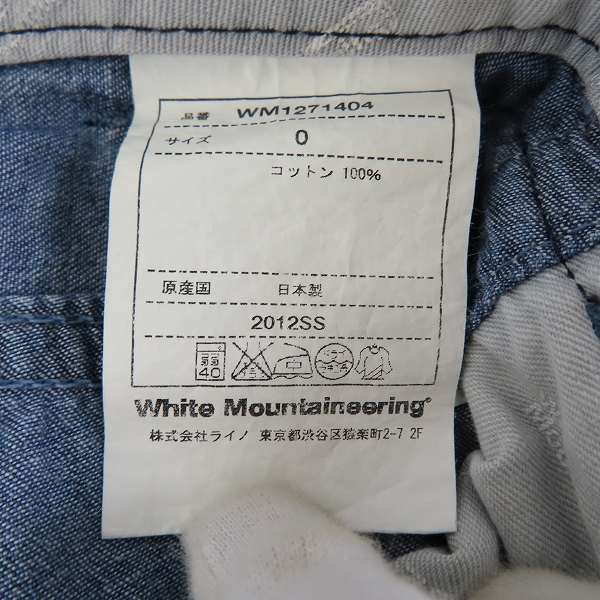 品番 WM1271404
サイズ 0
コットン 100%
原産国 日本製
2012SS
40
White Mountaineering®
株式会社ライノ 東京都渋谷区猿楽町2-7 2F